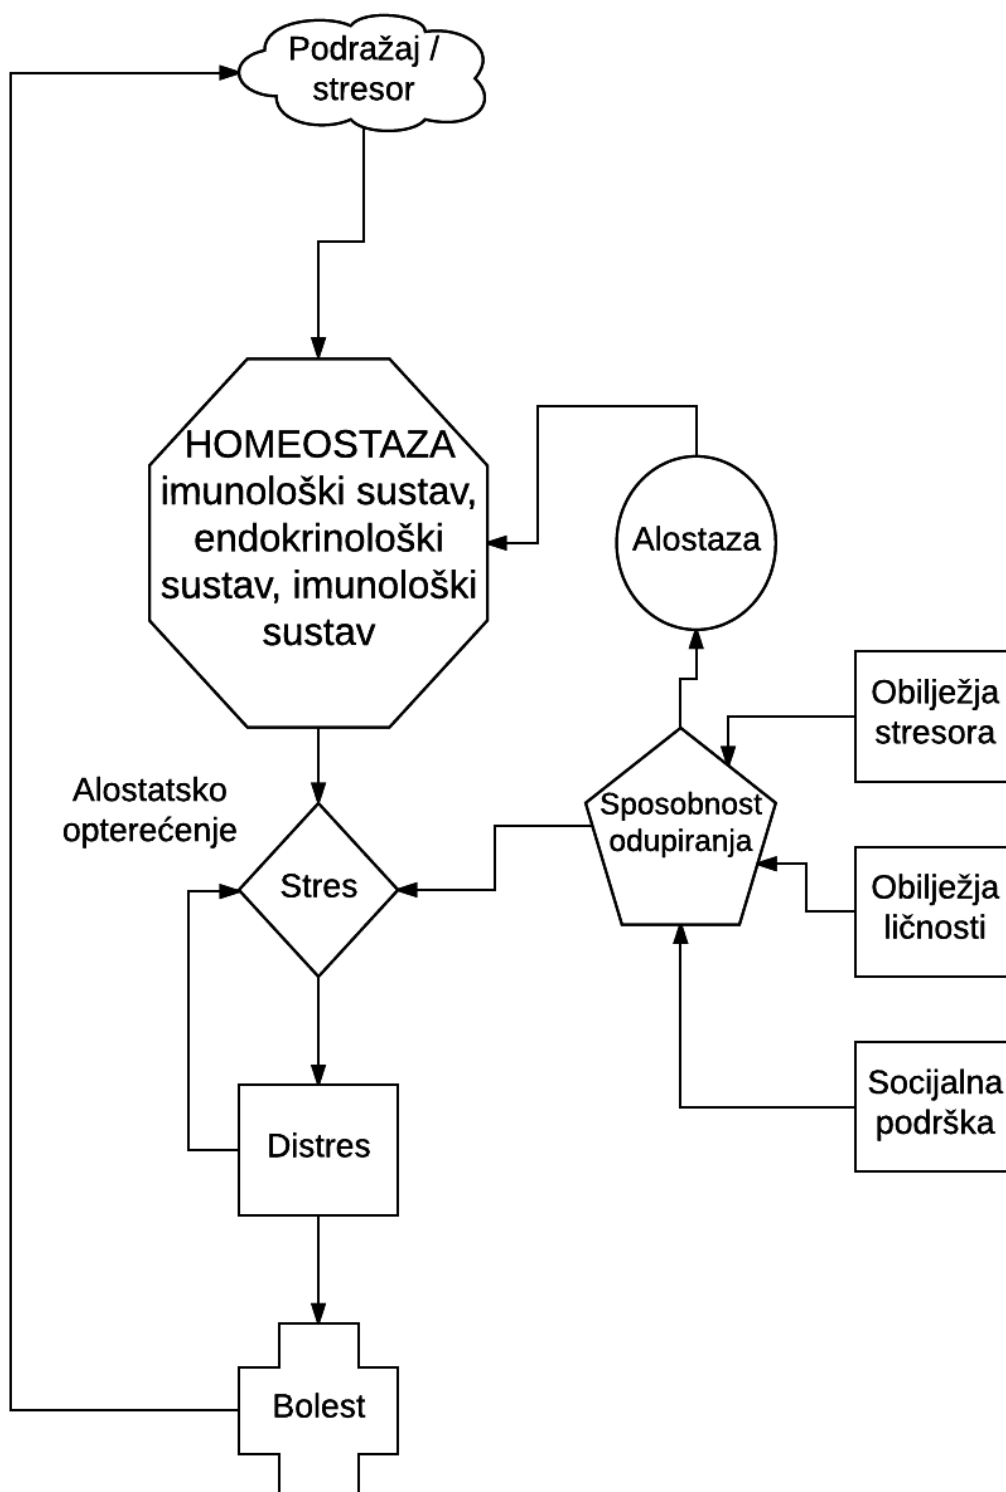 Podražaj /
stresor
HOMEOSTAZA
imunološki sustav,
endokrinološki
sustav, imunološki
sustav
Alostaza
Obilježja
stresora
Alostatsko
opterećenje
Sposobnost
odupiranja
Stres
Obilježja
ličnosti
Socijalna
podrška
Distres
Bolest